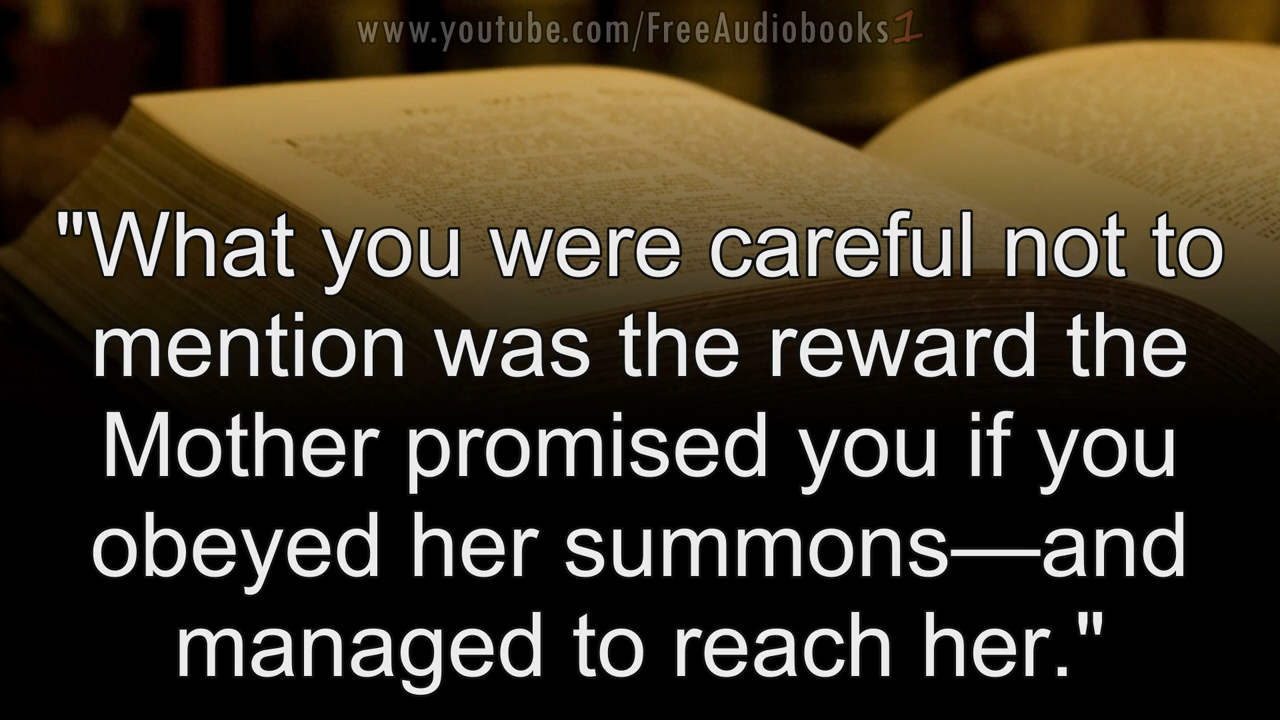 www.youtube.com/FreeAudiobooks1
"What you were careful not to
mention was the reward the
Mother promised you if you
obeyed her summons—and
managed to reach her."